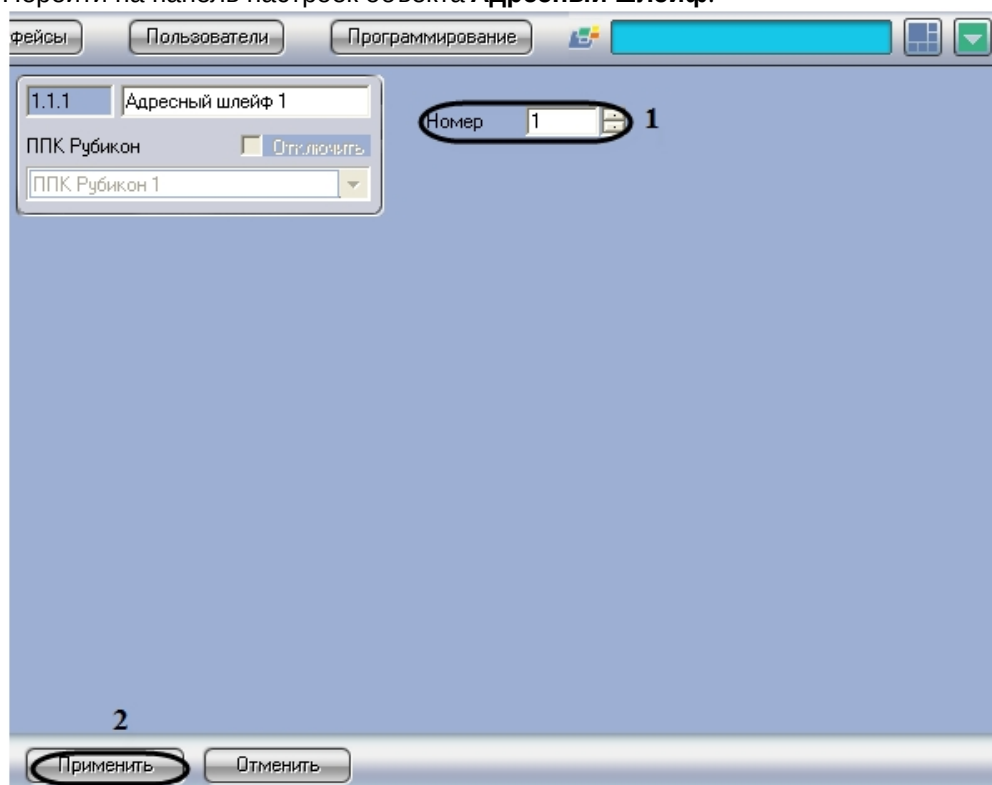 Перейти на панель настроек объекта Адресный шлейф.
фейсы Пользователи Программирование
1.1.1 Адресный шлейф 1
Номер 1 1
ППК Рубикон Отключить
ППК Рубикон 1
2
Применить Отменить